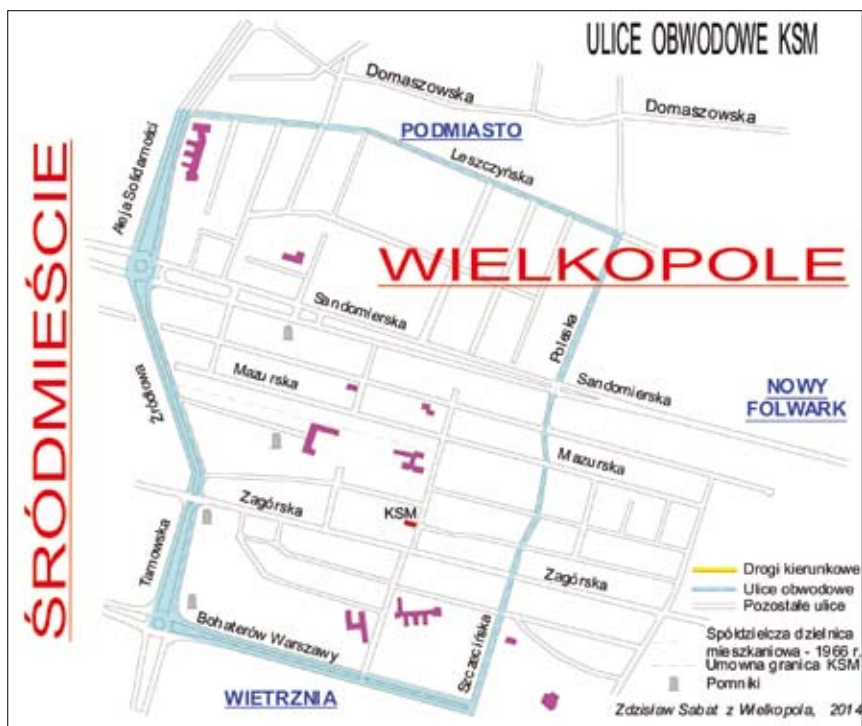 ULICE OBWODOWE KSM
Domaszowska
Domaszowska
PODMIASTO
Leszczyńska
Aleja Solidarności
ŚRÓDMIEŚCIE
WIELKOPOLE
Sandomierska
Poleska
Sandomierska
NOWY
FOLWARK
Mazurska
Źródłowa
Mazurska
Zagórska
KSM
Zagórska
Tarnowska
Bohaterów Warszawy
Szczecińska
WIETRZNIA
Drogi kierunkowe
Ulice obwodowe
Pozostałe ulice
Spółdzielcza dzielnica
mieszkaniowa - 1966 r.
Umowna granica KSM
Pomniki
Zdzisław Sabat z Wielkopola, 2014